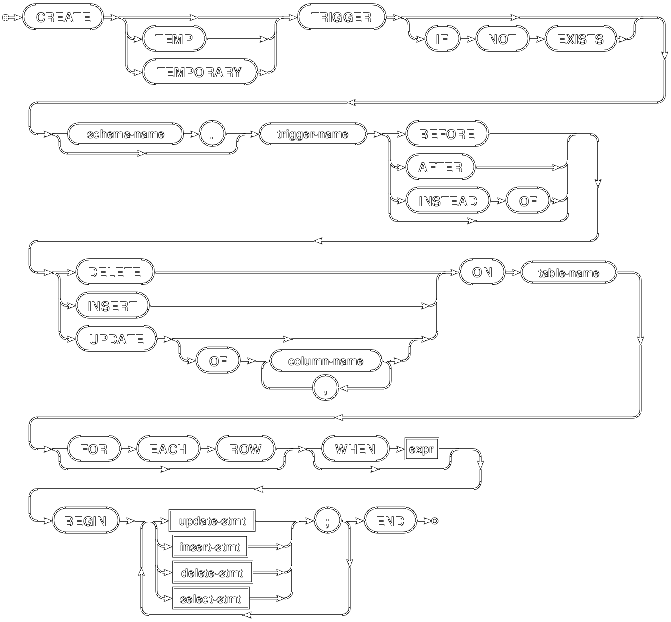 CREATE TRIGGER IF NOT EXISTS
TEMP
TEMPORARY
schema-name . trigger-name BEFORE
AFTER
INSTEAD OF
DELETE ON table-name
INSERT
UPDATE
OF column-name
,
FOR EACH ROW WHEN expr
BEGIN update-stmt ; END
insert-stmt
delete-stmt
select-stmt